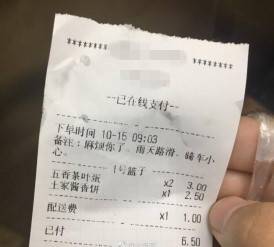 *********** ***********
--已在线支付--
下单时间 10-15 09:03
备注：麻烦你了，雨天路滑，骑车小
心。
1号篮子
五香茶叶蛋 x2 3.00
土家酱香饼 x1 2.50
配送费 x1 1.00
已付 6.50